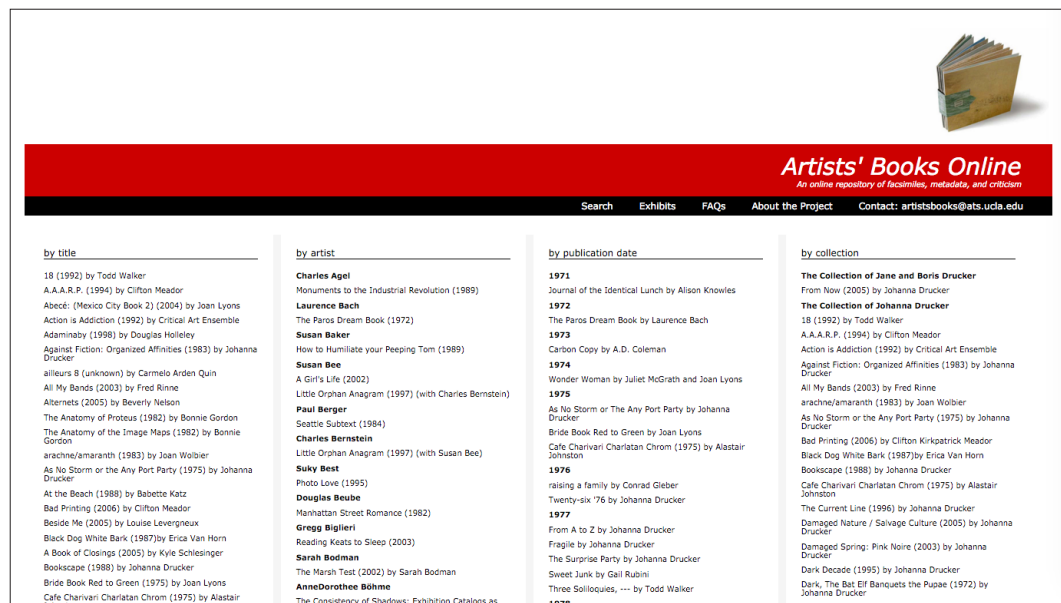 Artists' Books Online
An online repository of facsimiles, metadata, and criticism
Search Exhibits FAQs About the Project Contact: artistsbooks@ats.ucla.edu
by title
18 (1992) by Todd Walker
A.A.A.R.P. (1994) by Clifton Meador
Abecé: (Mexico City Book 2) (2004) by Joan Lyons
Action is Addiction (1992) by Critical Art Ensemble
Adaminaby (1998) by Douglas Holleley
Against Fiction: Organized Affinities (1983) by Johanna
Drucker
ailleurs 8 (unknown) by Carmelo Arden Quin
All My Bands (2003) by Fred Rinne
Alternets (2005) by Beverly Nelson
The Anatomy of Proteus (1982) by Bonnie Gordon
The Anatomy of the Image Maps (1982) by Bonnie
Gordon
arachne/amaranth (1983) by Joan Wolbier
As No Storm or the Any Port Party (1975) by Johanna
Drucker
At the Beach (1988) by Babette Katz
Bad Printing (2006) by Clifton Meador
Beside Me (2005) by Louise Levergneux
Black Dog White Bark (1987)by Erica Van Horn
A Book of Closings (2005) by Kyle Schlesinger
Bookscape (1988) by Johanna Drucker
Bride Book Red to Green (1975) by Joan Lyons
Cafe Charivari Charlatan Chrom (1975) by Alastair
by artist
Charles Agel
Monuments to the Industrial Revolution (1989)
Laurence Bach
The Paros Dream Book (1972)
Susan Baker
How to Humiliate your Peeping Tom (1989)
Susan Bee
A Girl's Life (2002)
Little Orphan Anagram (1997) (with Charles Bernstein)
Paul Berger
Seattle Subtext (1984)
Charles Bernstein
Little Orphan Anagram (1997) (with Susan Bee)
Suky Best
Photo Love (1995)
Douglas Beube
Manhattan Street Romance (1982)
Gregg Biglieri
Reading Keats to Sleep (2003)
Sarah Bodman
The Marsh Test (2002) by Sarah Bodman
AnneDorothee Böhme
The Consistency of Shadows: Exhibition Catalogs as
by publication date
1971
Journal of the Identical Lunch by Alison Knowles
1972
The Paros Dream Book by Laurence Bach
1973
Carbon Copy by A.D. Coleman
1974
Wonder Woman by Juliet McGrath and Joan Lyons
1975
As No Storm or The Any Port Party by Johanna
Drucker
Bride Book Red to Green by Joan Lyons
Cafe Charivari Charlatan Chrom (1975) by Alastair
Johnston
1976
raising a family by Conrad Gleber
Twenty-six '76 by Johanna Drucker
1977
From A to Z by Johanna Drucker
Fragile by Johanna Drucker
The Surprise Party by Johanna Drucker
Sweet Junk by Gail Rubini
Three Soliloquies, --- by Todd Walker
1978
by collection
The Collection of Jane and Boris Drucker
From Now (2005) by Johanna Drucker
The Collection of Johanna Drucker
18 (1992) by Todd Walker
A.A.A.R.P. (1994) by Clifton Meador
Action is Addiction (1992) by Critical Art Ensemble
Against Fiction: Organized Affinities (1983) by Johanna
Drucker
All My Bands (2003) by Fred Rinne
arachne/amaranth (1983) by Joan Wolbier
As No Storm or the Any Port Party (1975) by Johanna
Drucker
Bad Printing (2006) by Clifton Kirkpatrick Meador
Black Dog White Bark (1987)by Erica Van Horn
Bookscape (1988) by Johanna Drucker
Cafe Charivari Charlatan Chrom (1975) by Alastair
Johnston
The Current Line (1996) by Johanna Drucker
Damaged Nature / Salvage Culture (2005) by Johanna
Drucker
Damaged Spring: Pink Noire (2003) by Johanna
Drucker
Dark Decade (1995) by Johanna Drucker
Dark, The Bat Elf Banquets the Pupae (1972) by
Johanna Drucker